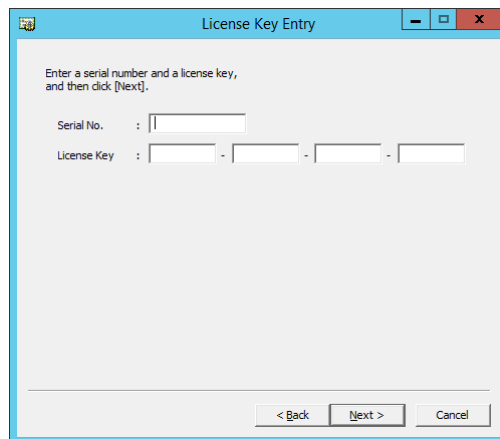 License Key Entry
Enter a serial number and a license key,
and then click [Next].
Serial No. :
License Key : - - -
< Back Next > Cancel